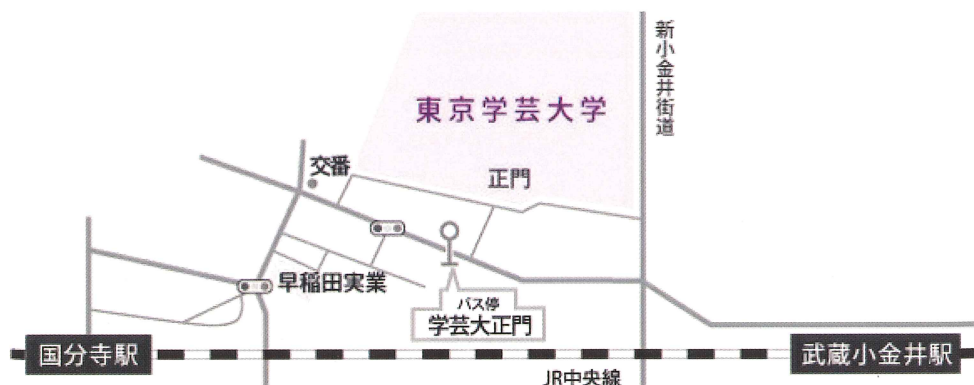 新小金井街道
東京学芸大学
交番
正門
早稲田実業
バス停
学芸大正門
国分寺駅
武蔵小金井駅
JR中央線